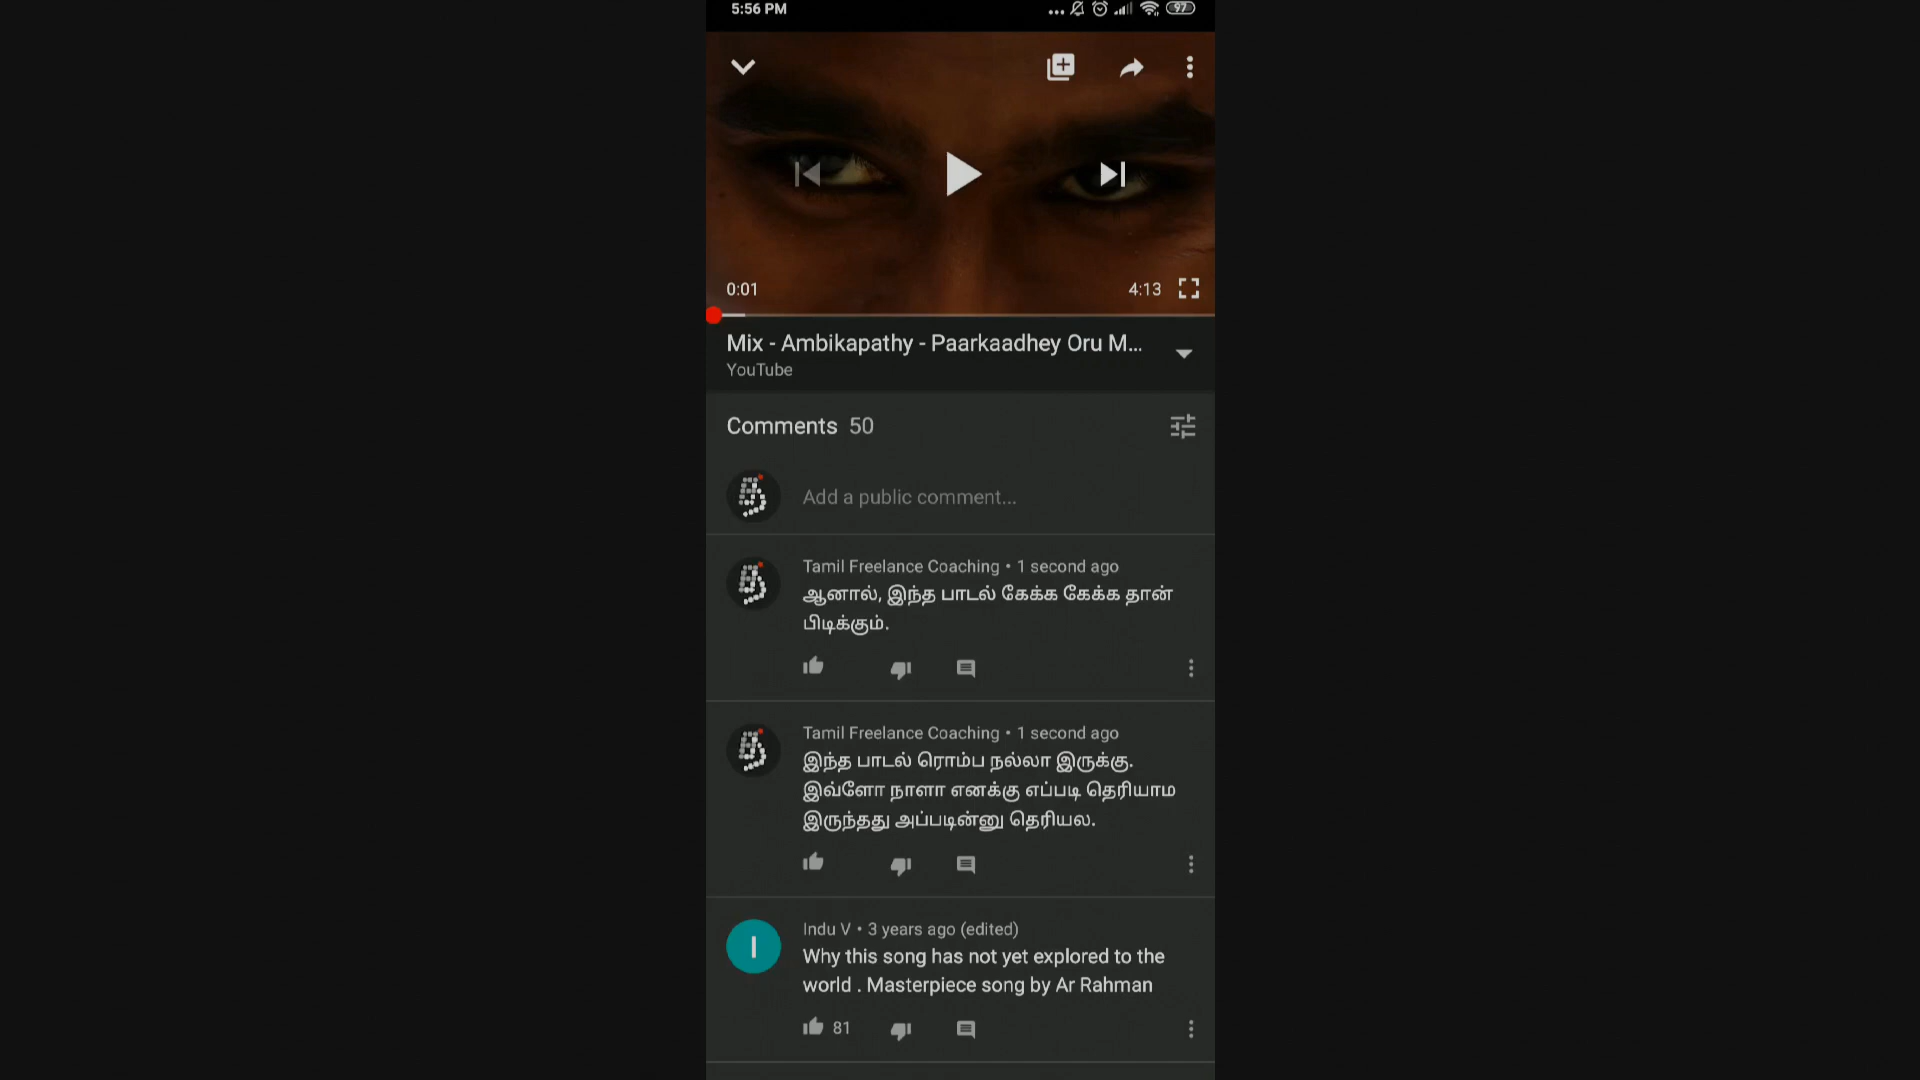 5:56 PM
97
0:01
4:13
Mix - Ambikapathy - Paarkaadhey Oru M...
YouTube
Comments 50
Add a public comment...
Tamil Freelance Coaching • 1 second ago
ஆனால், இந்த பாடல் கேக்க கேக்க தான்
பிடிக்கும்.
Tamil Freelance Coaching • 1 second ago
இந்த பாடல் ரொம்ப நல்லா இருக்கு.
இவ்ளோ நாளா எனக்கு எப்படி தெரியாம
இருந்தது அப்படின்னு தெரியல.
I
Indu V • 3 years ago (edited)
Why this song has not yet explored to the
world . Masterpiece song by Ar Rahman
81